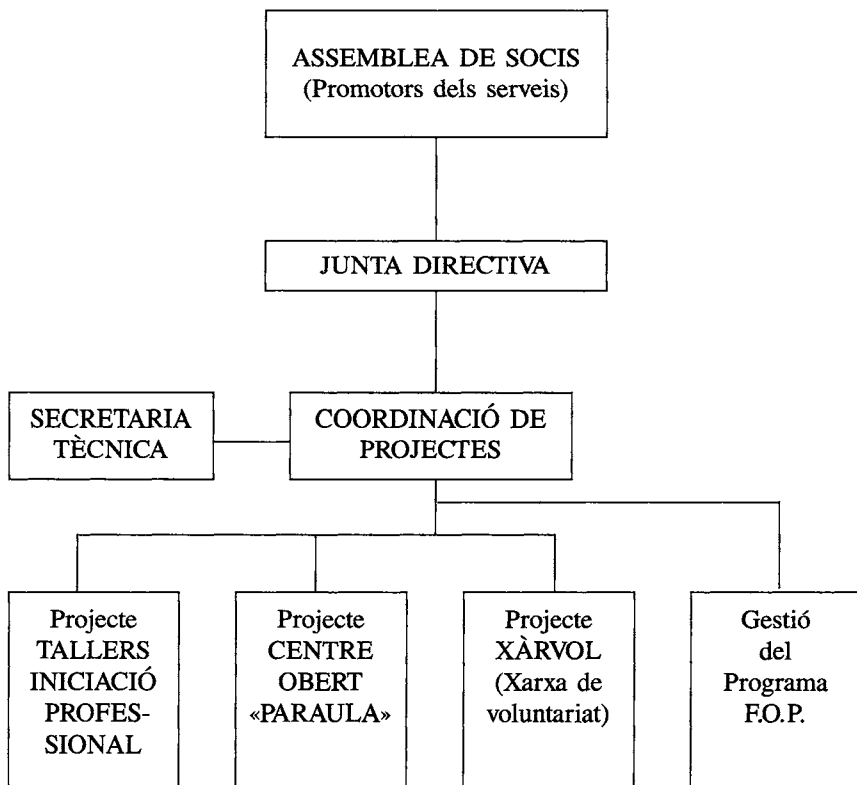 ASSEMBLEA DE SOCIS
(Promotors dels serveis)
JUNTA DIRECTIVA
SECRETARIA
TÈCNICA
COORDINACIÓ DE
PROJECTES
Projecte
TALLERS
INICIACIÓ
PROFES-
SIONAL
Projecte
CENTRE
OBERT
«PARAULA»
Projecte
XÀRVOL
(Xarxa de
voluntariat)
Gestió
del
Programa
F.O.P.